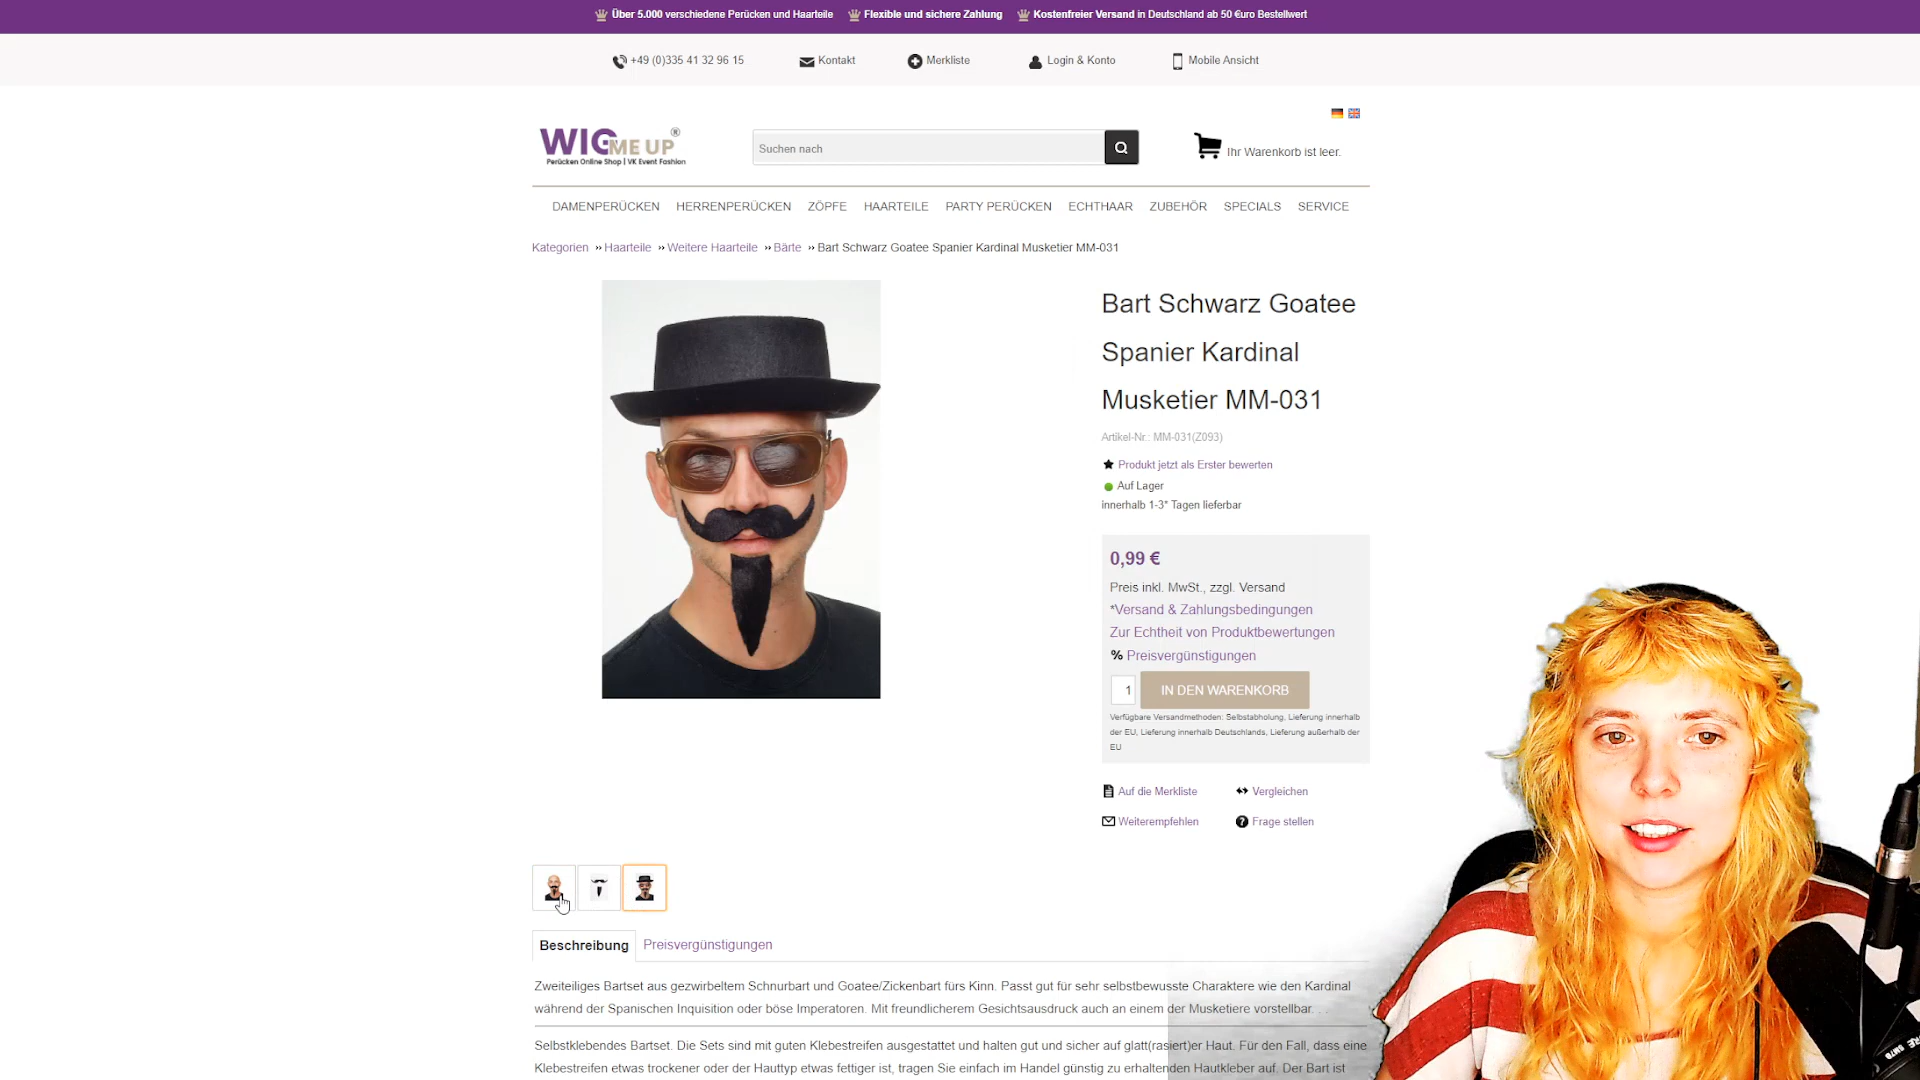 Über 5.000 verschiedene Perücken und Haarteile Flexible und sichere Zahlung Kostenfreier Versand in Deutschland ab 50 €uro Bestellwert
+49 (0)335 41 32 96 15 Kontakt Merkliste Login & Konto Mobile Ansicht
WIG ME UP ®
Perücken Online Shop | VK Event Fashion
Suchen nach
Ihr Warenkorb ist leer.
DAMENPERÜCKEN HERRENPERÜCKEN ZÖPFE HAARTEILE PARTY PERÜCKEN ECHTHAAR ZUBEHÖR SPECIALS SERVICE
Kategorien ›› Haarteile ›› Weitere Haarteile ›› Bärte ›› Bart Schwarz Goatee Spanier Kardinal Musketier MM-031
Bart Schwarz Goatee
Spanier Kardinal
Musketier MM-031
Artikel-Nr.: MM-031(Z093)
Produkt jetzt als Erster bewerten
Auf Lager
innerhalb 1-3* Tagen lieferbar
0,99 €
Preis inkl. MwSt., zzgl. Versand
*Versand & Zahlungsbedingungen
Zur Echtheit von Produktbewertungen
% Preisvergünstigungen
1 IN DEN WARENKORB
Verfügbare Versandmethoden: Selbstabholung, Lieferung innerhalb
der EU, Lieferung innerhalb Deutschlands, Lieferung außerhalb der
EU
Auf die Merkliste Vergleichen
Weiterempfehlen Frage stellen
Beschreibung Preisvergünstigungen
Zweiteiliges Bartset aus gezwirbeltem Schnurbart und Goatee/Zickenbart fürs Kinn. Passt gut für sehr selbstbewusste Charaktere wie den Kardinal
während der Spanischen Inquisition oder böse Imperatoren. Mit freundlicherem Gesichtsausdruck auch an einem der Musketiere vorstellbar. . .
Selbstklebendes Bartset. Die Sets sind mit guten Klebestreifen ausgestattet und halten gut und sicher auf glatt(rasiert)er Haut. Für den Fall, dass eine
Klebestreifen etwas trockener oder der Hauttyp etwas fettiger ist, tragen Sie einfach im Handel günstig zu erhaltenden Hautkleber auf. Der Bart ist